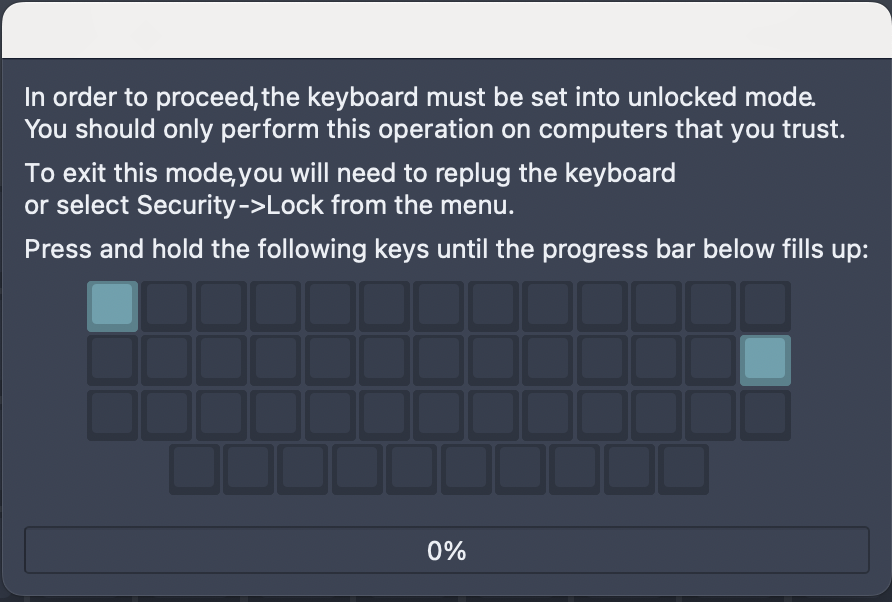 In order to proceed,the keyboard must be set into unlocked mode.
You should only perform this operation on computers that you trust.
To exit this mode,you will need to replug the keyboard
or select Security->Lock from the menu.
Press and hold the following keys until the progress bar below fills up:
0%